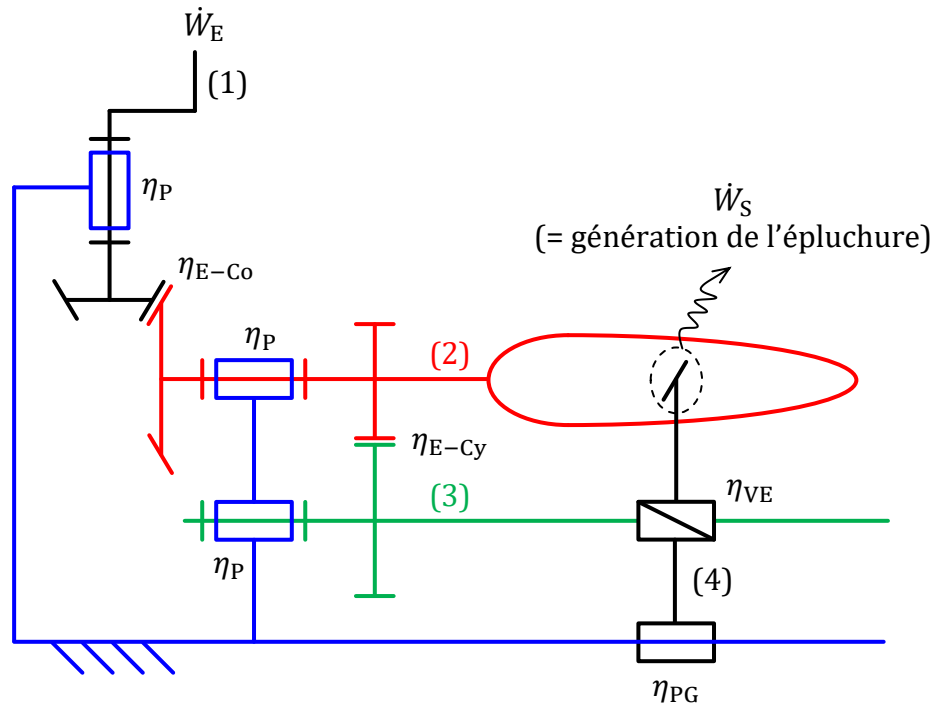 Ẇ_E
(1)
η_P
Ẇ_S
(= génération de l’épluchure)
η_E−Co
η_P
(2)
η_E−Cy
η_VE
(3)
η_P
(4)
η_PG